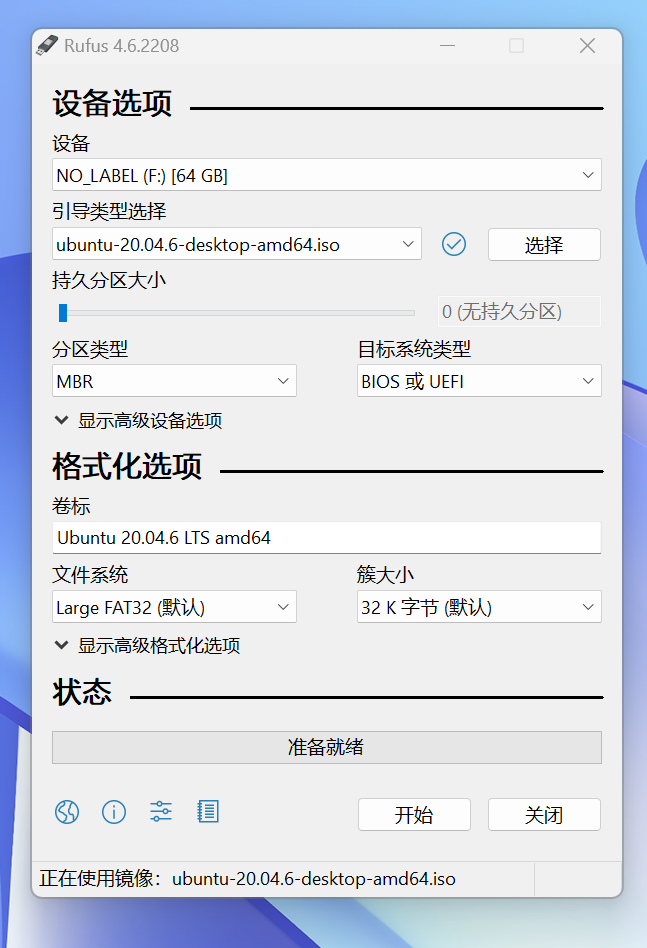 Rufus 4.6.2208
设备选项
设备
NO_LABEL (F:) [64 GB]
引导类型选择
ubuntu-20.04.6-desktop-amd64.iso
选择
持久分区大小
0 (无持久分区)
分区类型
目标系统类型
MBR
BIOS 或 UEFI
显示高级设备选项
格式化选项
卷标
Ubuntu 20.04.6 LTS amd64
文件系统
簇大小
Large FAT32 (默认)
32 K 字节 (默认)
显示高级格式化选项
状态
准备就绪
开始
关闭
正在使用镜像：ubuntu-20.04.6-desktop-amd64.iso